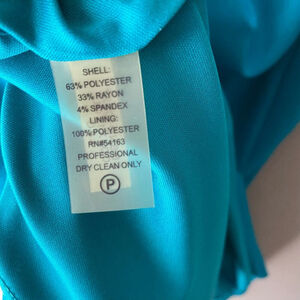 SHELL:
63% POLYESTER
33% RAYON
4% SPANDEX
LINING:
100% POLYESTER
RN#54163
PROFESSIONAL
DRY CLEAN ONLY
P